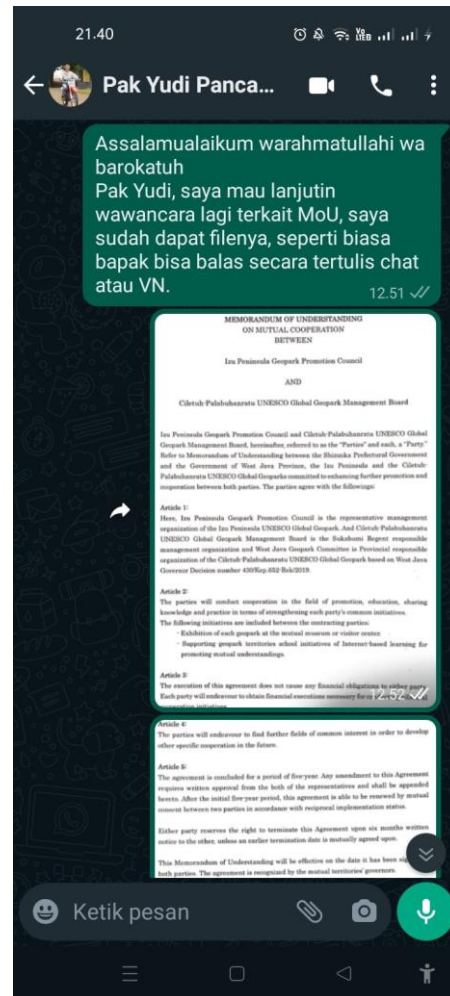 21.40
Pak Yudi Panca...
Assalamualaikum warahmatullahi wa
barokatuh
Pak Yudi, saya mau lanjutin
wawancara lagi terkait MoU, saya
sudah dapat filenya, seperti biasa
bapak bisa balas secara tertulis chat
atau VN.
12.51
MEMORANDUM OF UNDERSTANDING
ON MUTUAL COOPERATION
BETWEEN
Izu Peninsula Geopark Promotion Council
AND
Ciletuh-Palabuhanratu UNESCO Global Geopark Management Board
Izu Peninsula Geopark Promotion Council and Ciletuh-Palabuhanratu UNESCO Global
Geopark Management Board, hereinafter, referred to as the "Parties" and each, a "Party."
Refer to Memorandum of Understanding between the Shizuoka Prefectural Government
and the Government of West Java Province, the Izu Peninsula and the Ciletuh-
Palabuhanratu UNESCO Global Geoparks committed to enhancing further promotion and
cooperation between both parties. The parties agree with the followings:
Article 1:
Here, Izu Peninsula Geopark Promotion Council is the representative management
organization of the Izu Peninsula UNESCO Global Geopark. And Ciletuh-Palabuhanratu
UNESCO Global Geopark Management Board is the Sukabumi Regent responsible
management organization and West Java Geopark Committee is Provincial responsible
organization of the Ciletuh-Palabuhanratu UNESCO Global Geopark based on West Java
Governor Decision number 430/Kep.652-Rek/2019.
Article 2:
The parties will conduct cooperation in the field of promotion, education, sharing
knowledge and practice in terms of strengthening each party's common initiatives.
The following initiatives are included between the contracting parties:
- Exhibition of each geopark at the mutual museum or visitor center
- Supporting geopark territories school initiatives of Internet-based learning for
promoting mutual understandings.
Article 3:
The execution of this agreement does not cause any financial obligations to either party.
Each party will endeavour to obtain financial executions necessary for
12.52
Article 4:
The parties will endeavour to find further fields of common interest in order to develop
other specific cooperation in the future.
Article 5:
The agreement is concluded for a period of five-year. Any amendment to this Agreement
requires written approval from the both of the representatives and shall be appended
hereto. After the initial five-year period, this agreement is able to be renewed by mutual
consent between two parties in accordance with reciprocal implementation status.
Either party reserves the right to terminate this Agreement upon six months written
notice to the other, unless an earlier termination date is mutually agreed upon.
This Memorandum of Understanding will be effective on the date it has been
both parties. The agreement is recognized by the mutual territories' governors.
Ketik pesan